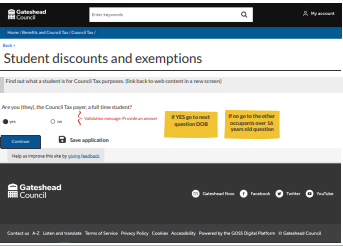 Gateshead
Council
Enter keywords
My account
Home / Benefits and Council Tax / Council Tax /
Back >
Student discounts and exemptions
Find out what a student is for Council Tax purposes. (link back to web content in a new screen)
Are you (they), the Council Tax payer, a full time student?
yes
no
Validation message-Provide an answer
If YES go to next
question DOB
If no go to the other
occupants over 16
years old question
Continue
Save application
Help us improve this site by giving feedback
Gateshead
Council
Gateshead Now
Facebook
Twitter
YouTube
Contact us A-Z Listen and translate Terms of Service Privacy Policy Cookies Accessibility Powered by the GOSS Digital Platform © Gateshead Council